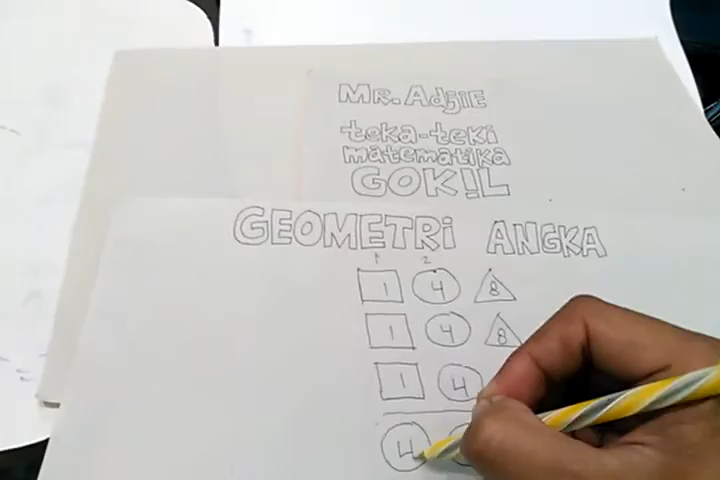 MR. Adjie
teka-teki
matematika
GOK!L
GEOMETRI ANGKA
1 2
1 4 8
1 4 8
1 4
4